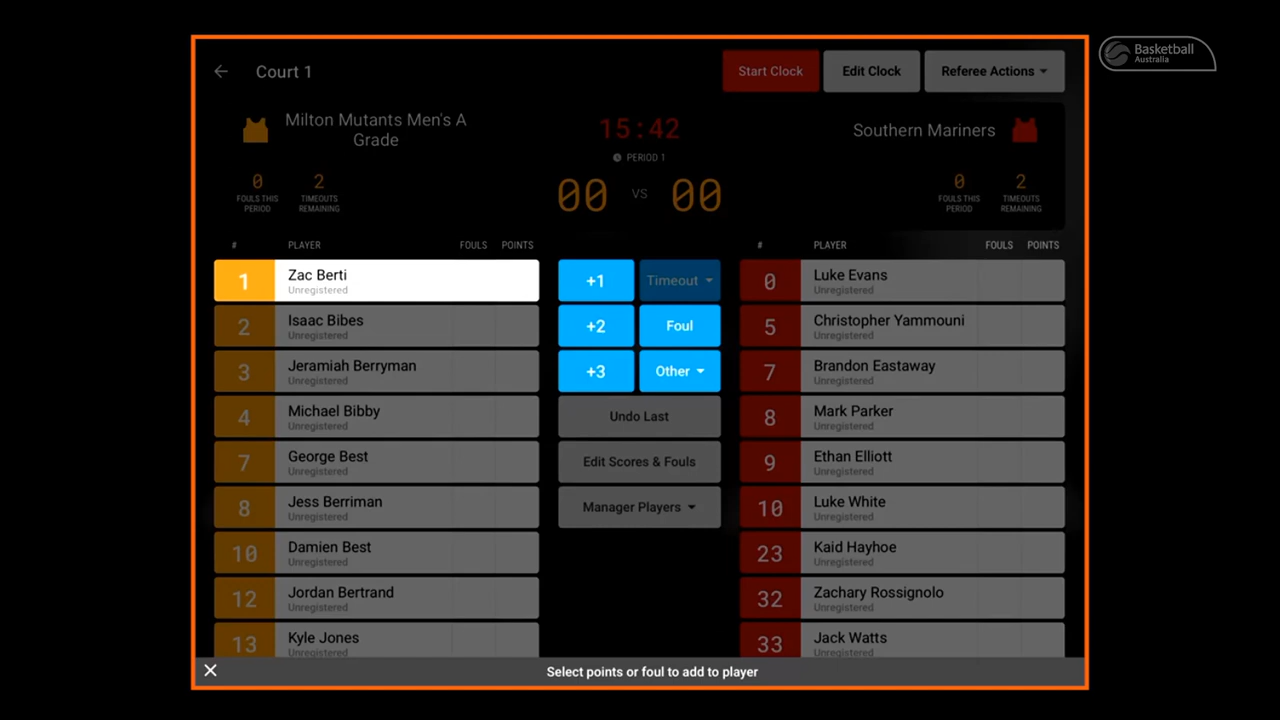 Basketball
Australia
Court 1
Start Clock
Edit Clock
Referee Actions
Milton Mutants Men's A
Grade
15:42
Southern Mariners
PERIOD 1
0
FOULS THIS
PERIOD
2
TIMEOUTS
REMAINING
00 VS 00
0
FOULS THIS
PERIOD
2
TIMEOUTS
REMAINING
# PLAYER FOULS POINTS
1 Zac Berti
Unregistered
2 Isaac Bibes
Unregistered
3 Jeramiah Berryman
Unregistered
4 Michael Bibby
Unregistered
7 George Best
Unregistered
8 Jess Berriman
Unregistered
10 Damien Best
Unregistered
12 Jordan Bertrand
Unregistered
13 Kyle Jones
Unregistered
+1 Timeout
+2 Foul
+3 Other
Undo Last
Edit Scores & Fouls
Manager Players
# PLAYER FOULS POINTS
0 Luke Evans
Unregistered
5 Christopher Yammouni
Unregistered
7 Brandon Eastaway
Unregistered
8 Mark Parker
Unregistered
9 Ethan Elliott
Unregistered
10 Luke White
Unregistered
23 Kaid Hayhoe
Unregistered
32 Zachary Rossignolo
Unregistered
33 Jack Watts
Unregistered
Select points or foul to add to player